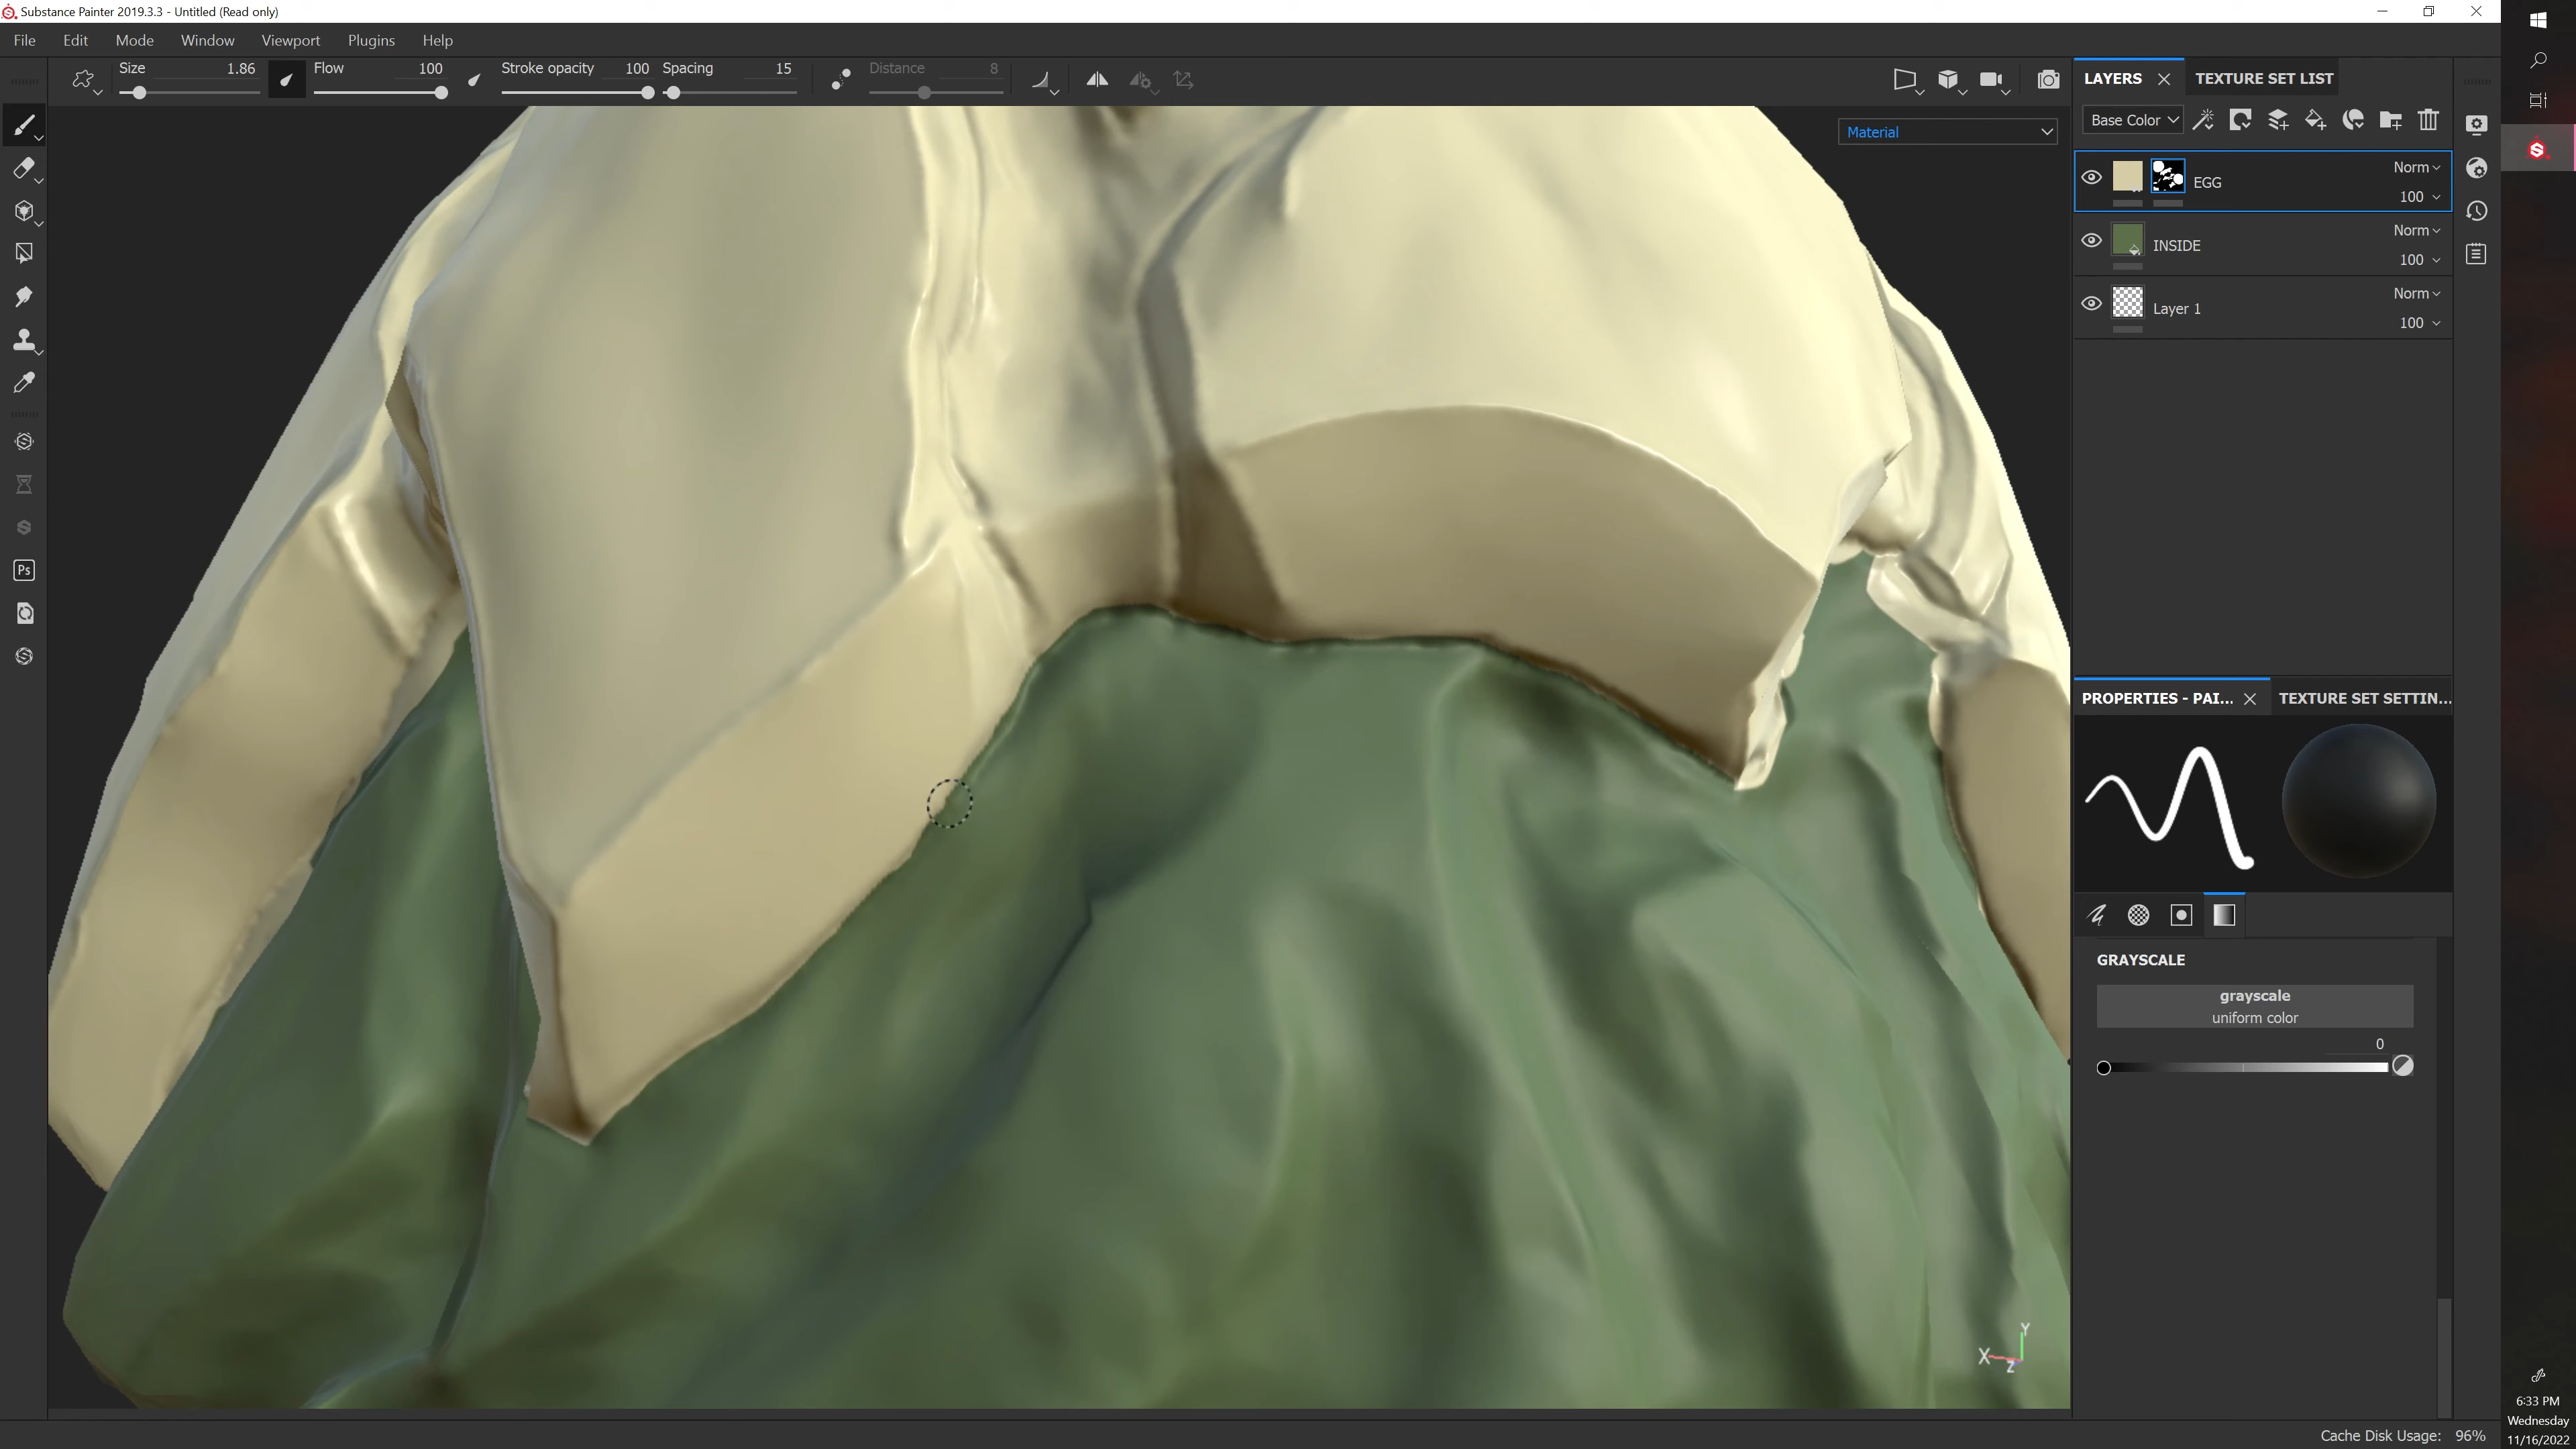 Substance Painter 2019.3.3 - Untitled (Read only)
File Edit Mode Window Viewport Plugins Help
Size 1.86 Flow 100 Stroke opacity 100 Spacing 15 Distance 8
LAYERS TEXTURE SET LIST
Base Color
Material
EGG Norm 100
INSIDE Norm 100
Layer 1 Norm 100
Ps
PROPERTIES - PAI... TEXTURE SET SETTIN...
GRAYSCALE
grayscale
uniform color
0
Y
X
Z
Cache Disk Usage: 96%
6:33 PM
Wednesday
11/16/2022